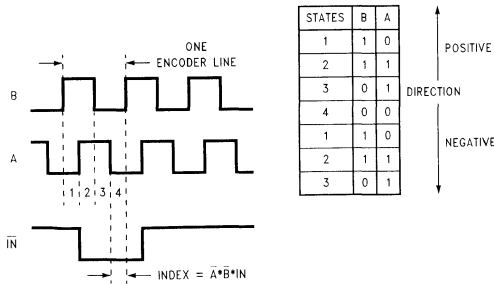 ONE
ENCODER LINE
B
A
1 2 3 4
I̅N̅
INDEX = A̅*B̅*IN
STATES B A
1 1 0
2 1 1
3 0 1
4 0 0
1 1 0
2 1 1
3 0 1
POSITIVE
DIRECTION
NEGATIVE